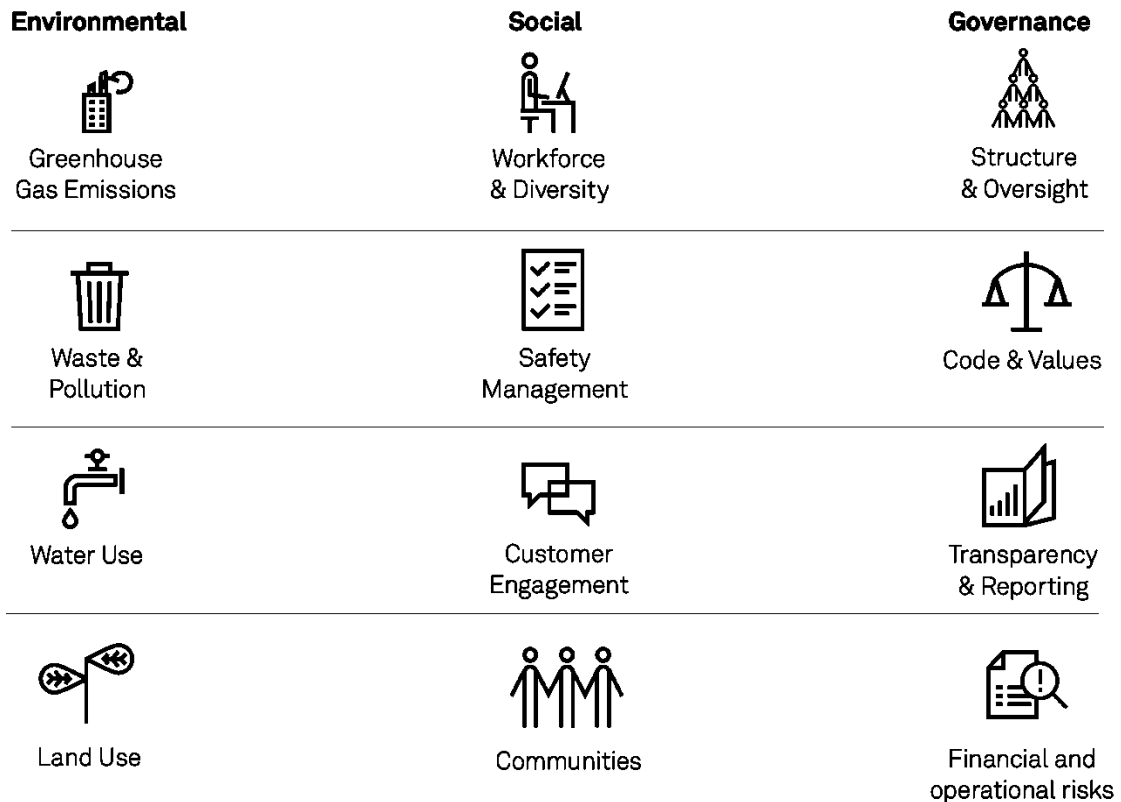 Environmental
Social
Governance
Greenhouse
Gas Emissions
Workforce
& Diversity
Structure
& Oversight
Waste &
Pollution
Safety
Management
Code & Values
Water Use
Customer
Engagement
Transparency
& Reporting
Land Use
Communities
Financial and
operational risks